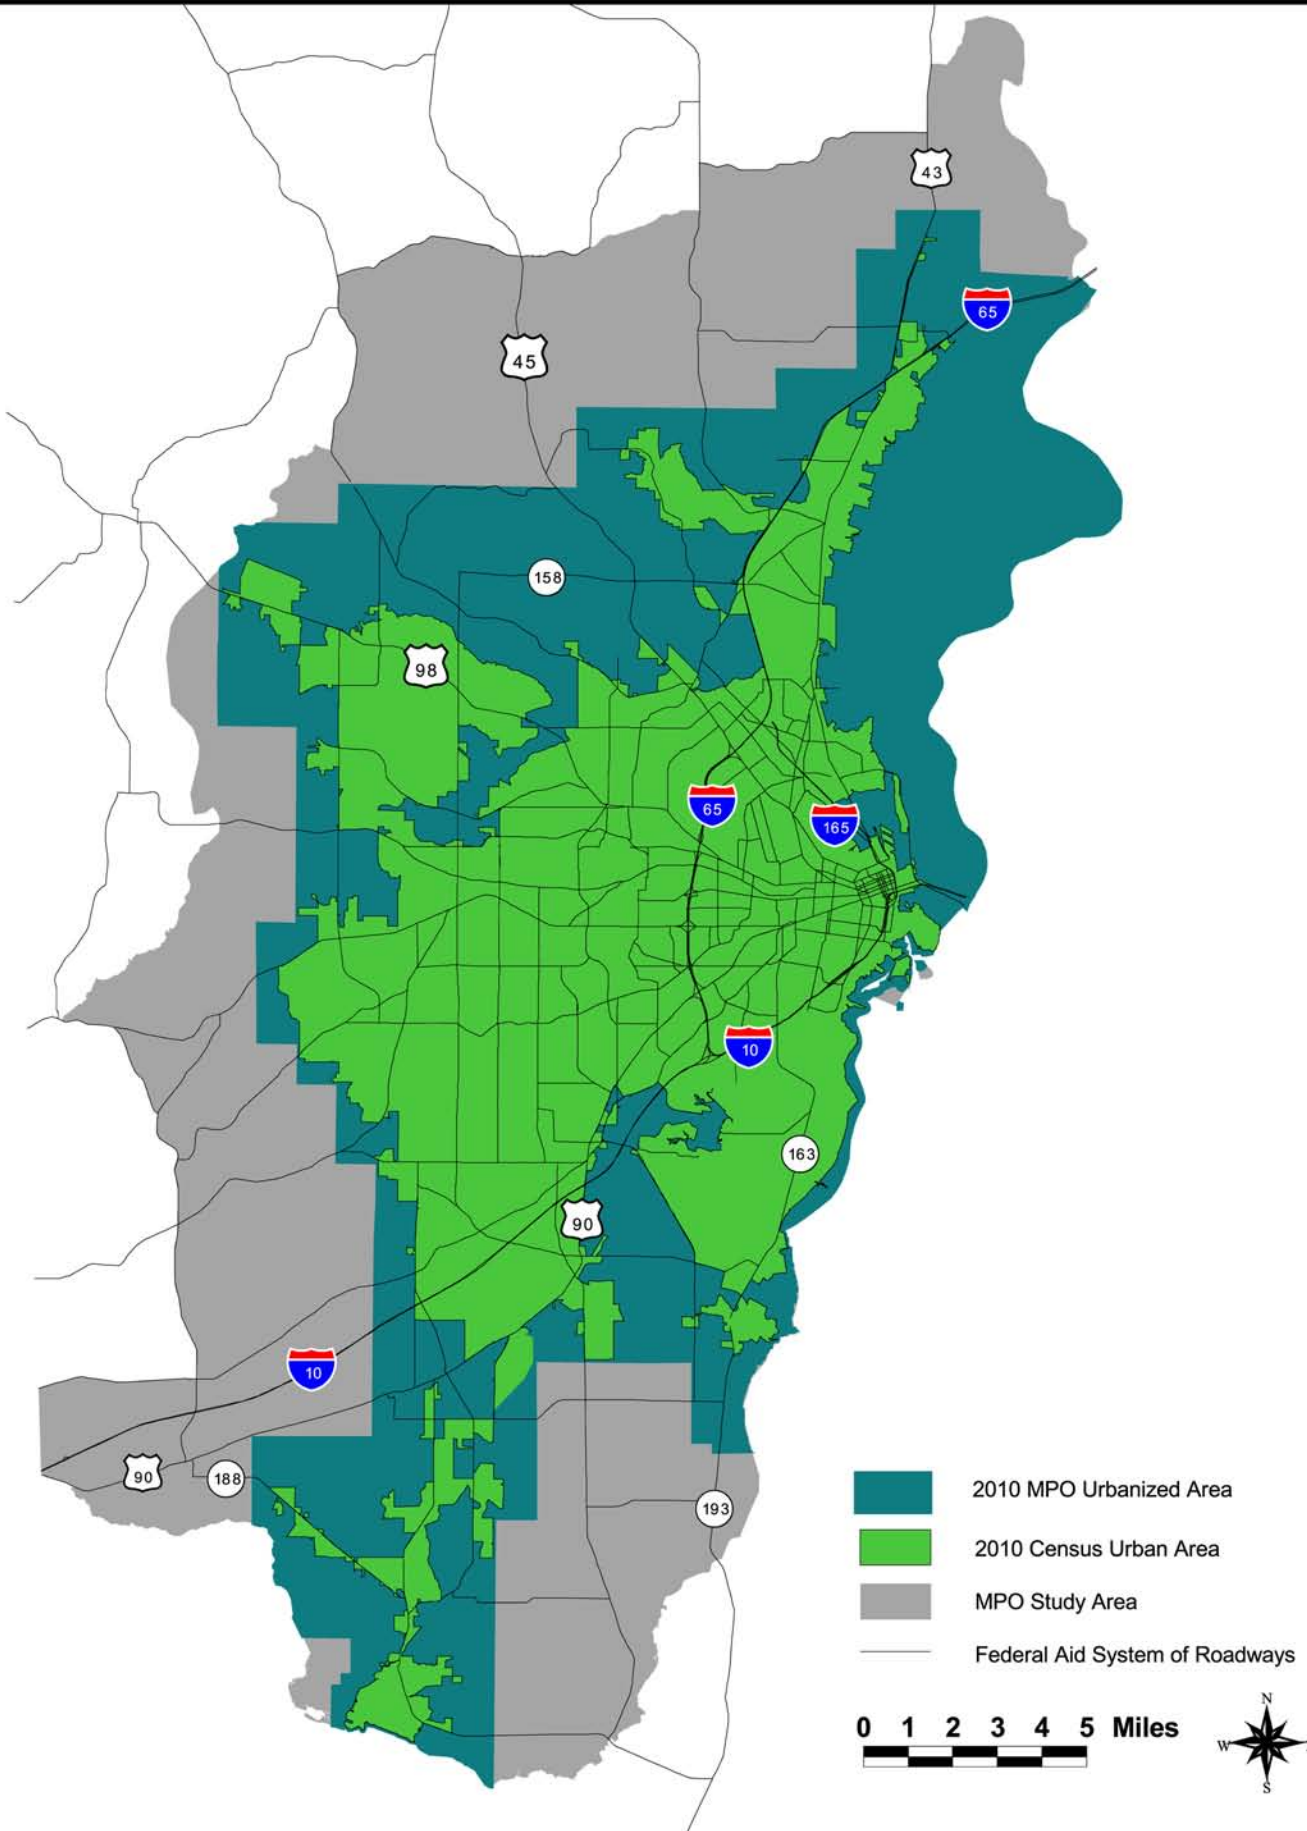 43
65
45
158
98
65
165
10
163
90
10
90
188
193
2010 MPO Urbanized Area
2010 Census Urban Area
MPO Study Area
Federal Aid System of Roadways
0 1 2 3 4 5 Miles
N
W
S